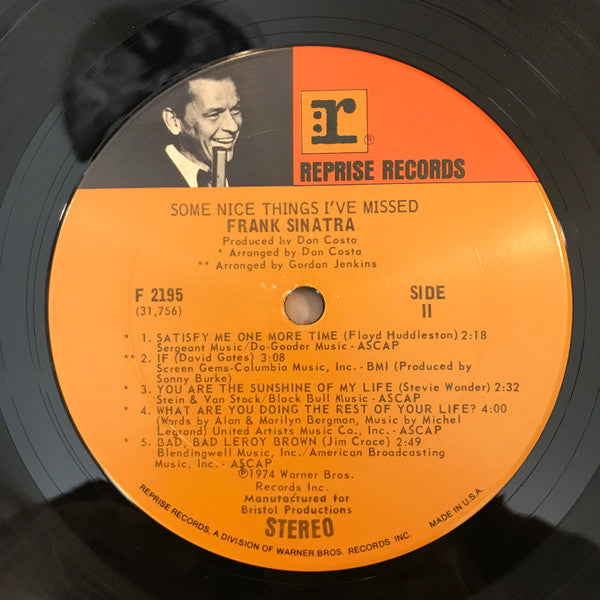 r
®
REPRISE RECORDS
SOME NICE THINGS I'VE MISSED
FRANK SINATRA
Produced by Don Costa
* Arranged by Don Costa
** Arranged by Gordon Jenkins
F 2195
(31,756)
SIDE
II
* 1. SATISFY ME ONE MORE TIME (Floyd Huddleston) 2:18
Sergeant Music/Do-Gooder Music - ASCAP
** 2. IF (David Gates) 3:08
Screen Gems-Columbia Music, Inc. - BMI (Produced by
Sonny Burke)
* 3. YOU ARE THE SUNSHINE OF MY LIFE (Stevie Wonder) 2:32
Stein & Van Stock/Black Bull Music - ASCAP
* 4. WHAT ARE YOU DOING THE REST OF YOUR LIFE? 4:00
(Words by Alan & Marilyn Bergman, Music by Michel
Legrand) United Artists Music Co., Inc. - ASCAP
* 5. BAD, BAD LEROY BROWN (Jim Croce) 2:49
Blendingwell Music, Inc./American Broadcasting
Music, Inc. - ASCAP
℗1974 Warner Bros.
Records Inc.
Manufactured for
Bristol Productions
STEREO
REPRISE RECORDS, A DIVISION OF WARNER BROS. RECORDS INC. MADE IN U.S.A.